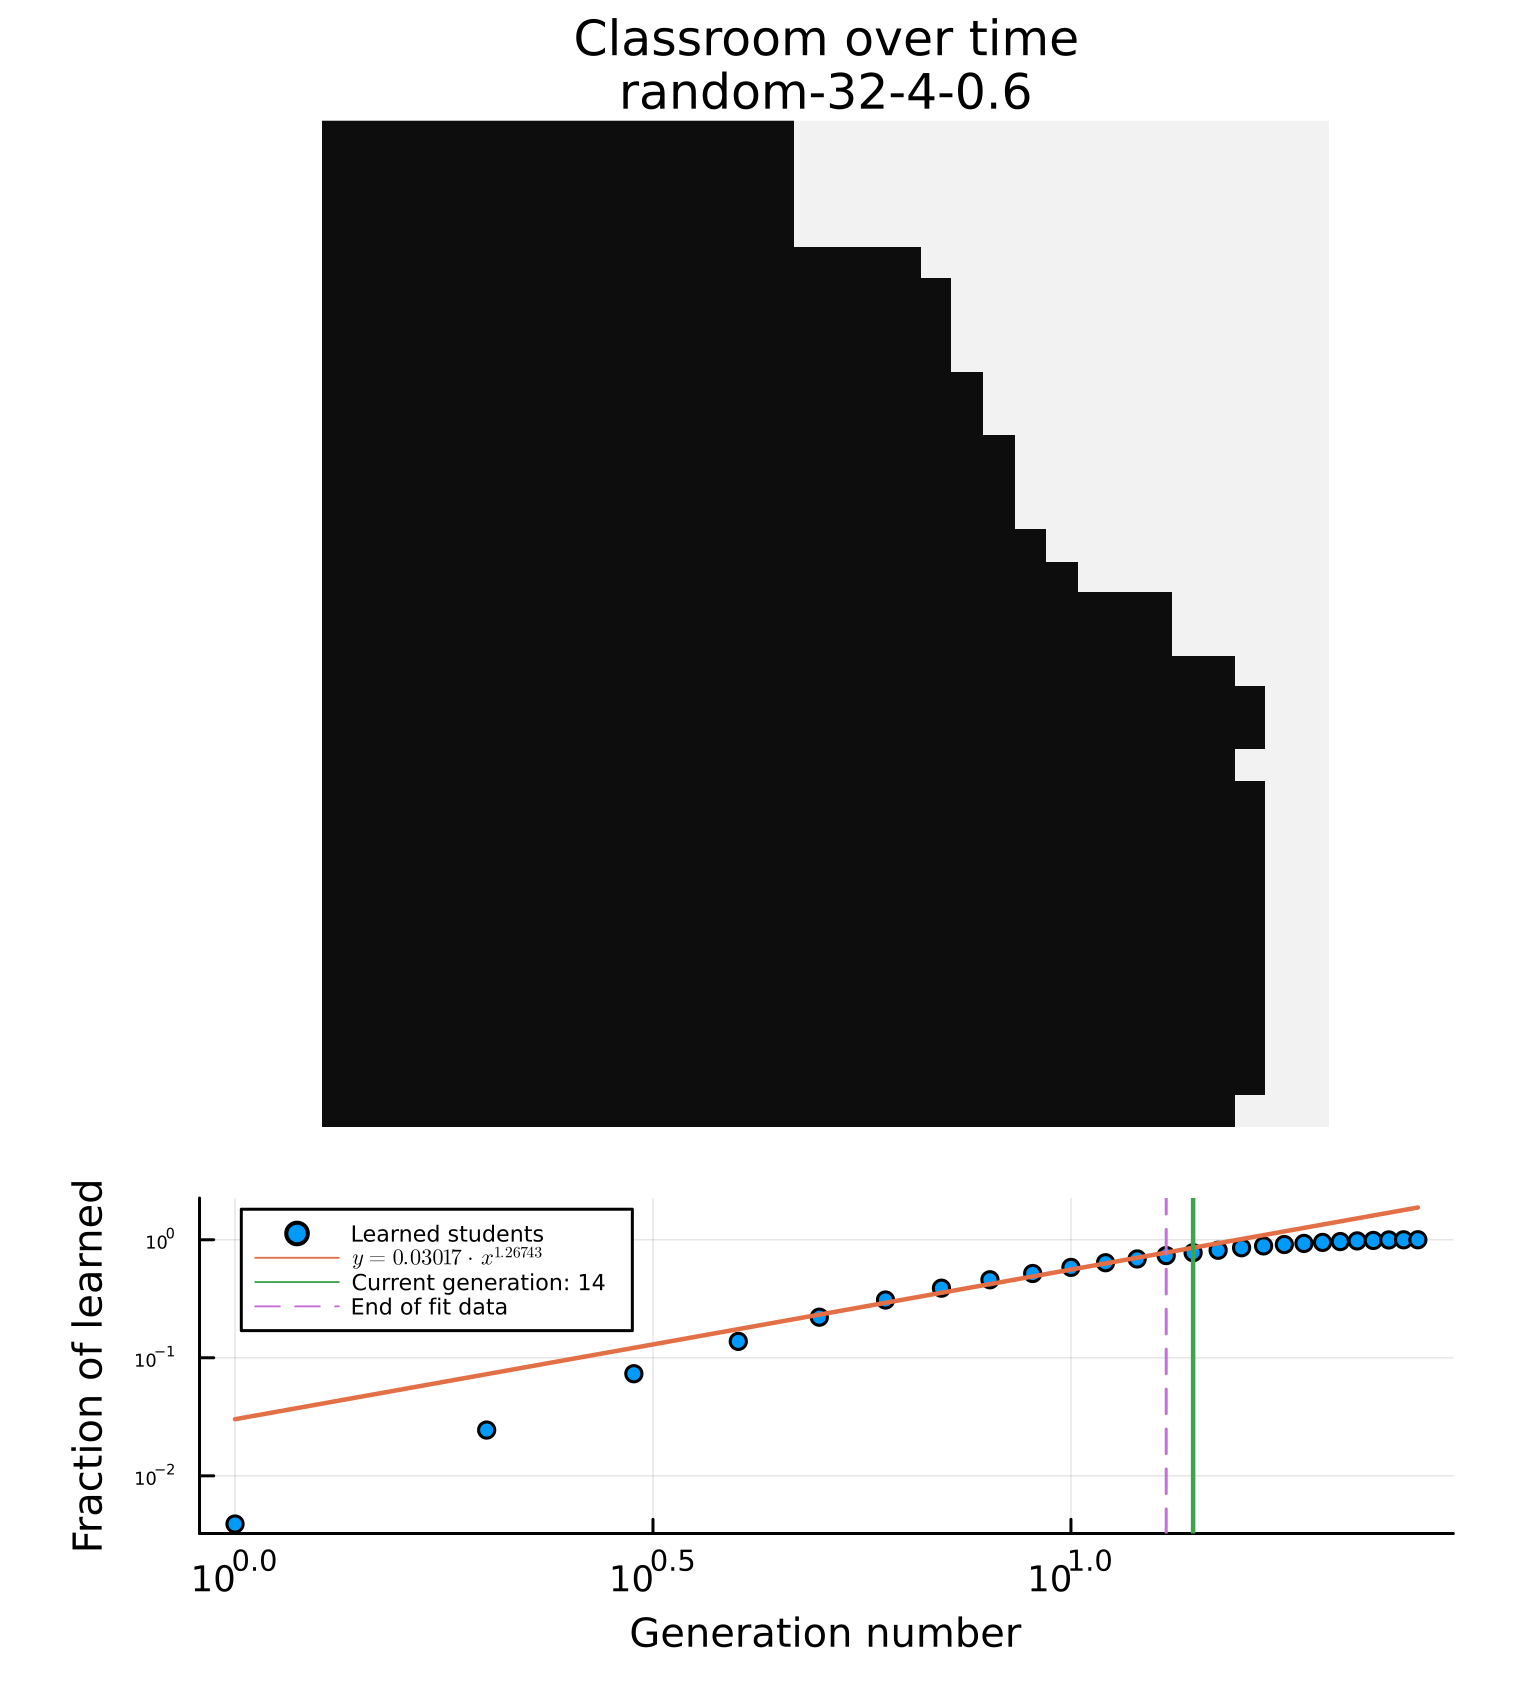 Classroom over time
random-32-4-0.6
Fraction of learned
10^0
10^−1
10^−2
Learned students
y = 0.03017 · x^1.26743
Current generation: 14
End of fit data
10^0.0
10^0.5
10^1.0
Generation number